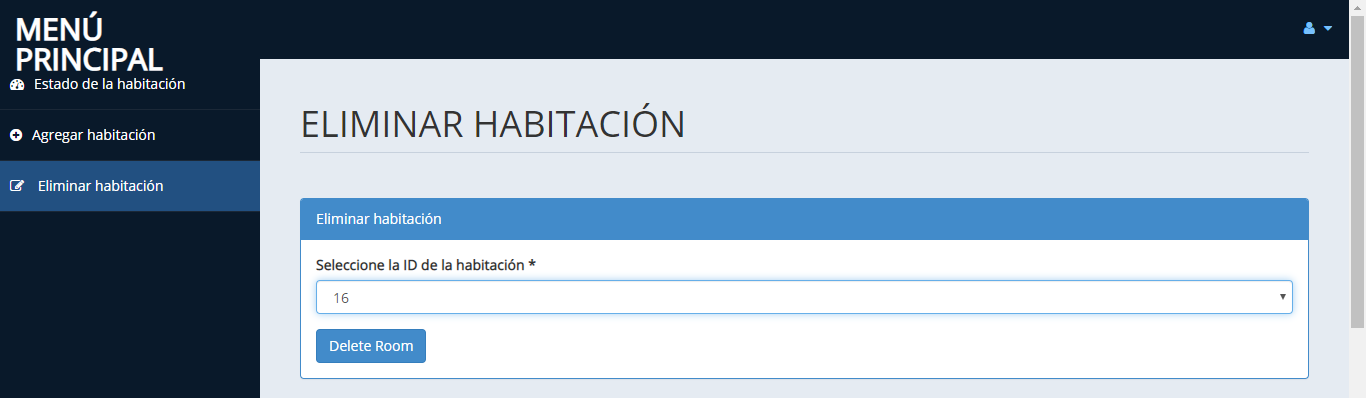 MENÚ
PRINCIPAL
Estado de la habitación
Agregar habitación
Eliminar habitación
ELIMINAR HABITACIÓN
Eliminar habitación
Seleccione la ID de la habitación *
16
Delete Room